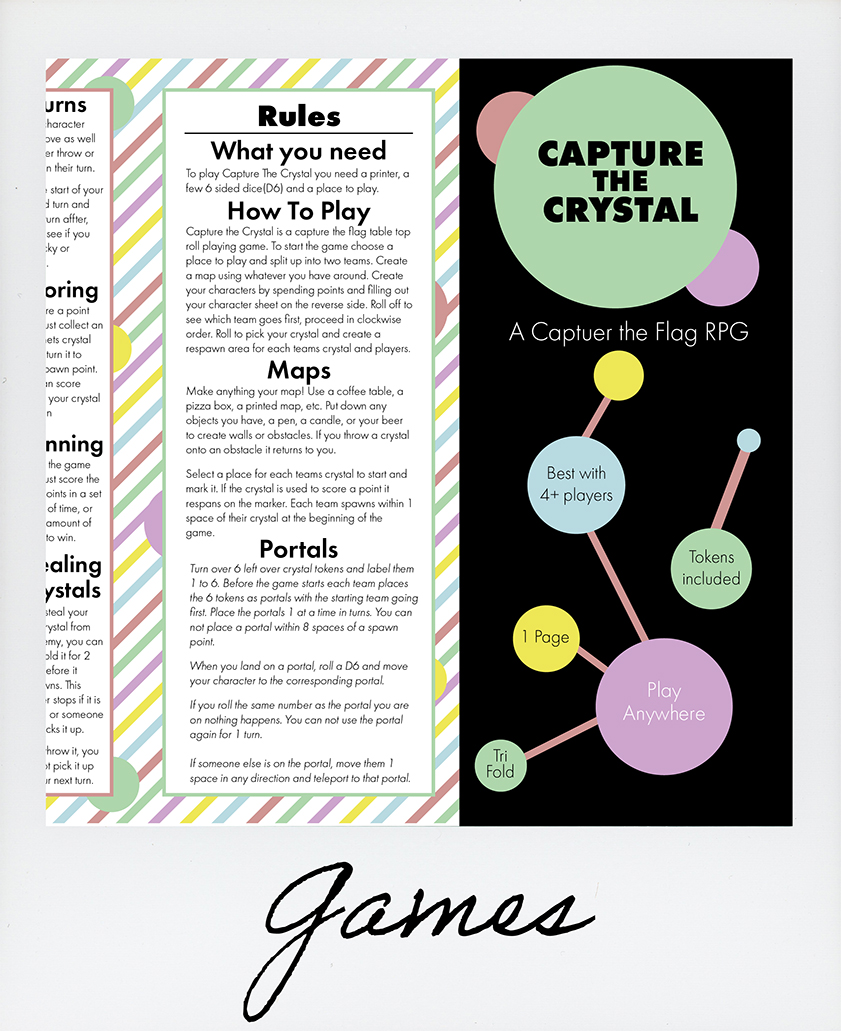 urns
haracter
ove as well
er throw or
n their turn.
start of your
d turn and
urn affter,
see if you
ky or
.
oring
re a point
ust collect an
ets crystal
turn it to
pawn point.
an score
your crystal
n
nning
the game
ust score the
oints in a set
of time, or
amount of
to win.
ealing
ystals
steal your
rystal from
emy, you can
old it for 2
efore it
wns. This
r stops if it is
or someone
cks it up.
throw it, you
ot pick it up
ur next turn.
Rules
What you need
To play Capture The Crystal you need a printer, a
few 6 sided dice(D6) and a place to play.
How To Play
Capture the Crystal is a capture the flag table top
roll playing game. To start the game choose a
place to play and split up into two teams. Create
a map using whatever you have around. Create
your characters by spending points and filling out
your character sheet on the reverse side. Roll off to
see which team goes first, proceed in clockwise
order. Roll to pick your crystal and create a
respawn area for each teams crystal and players.
Maps
Make anything your map! Use a coffee table, a
pizza box, a printed map, etc. Put down any
objects you have, a pen, a candle, or your beer
to create walls or obstacles. If you throw a crystal
onto an obstacle it returns to you.
Select a place for each teams crystal to start and
mark it. If the crystal is used to score a point it
respans on the marker. Each team spawns within 1
space of their crystal at the beginning of the
game.
Portals
Turn over 6 left over crystal tokens and label them
1 to 6. Before the game starts each team places
the 6 tokens as portals with the starting team going
first. Place the portals 1 at a time in turns. You can
not place a portal within 8 spaces of a spawn
point.
When you land on a portal, roll a D6 and move
your character to the corresponding portal.
If you roll the same number as the portal you are
on nothing happens. You can not use the portal
again for 1 turn.
If someone else is on the portal, move them 1
space in any direction and teleport to that portal.
CAPTURE
THE
CRYSTAL
A Captuer the Flag RPG
Best with
4+ players
Tokens
included
1 Page
Play
Anywhere
Tri
Fold
games